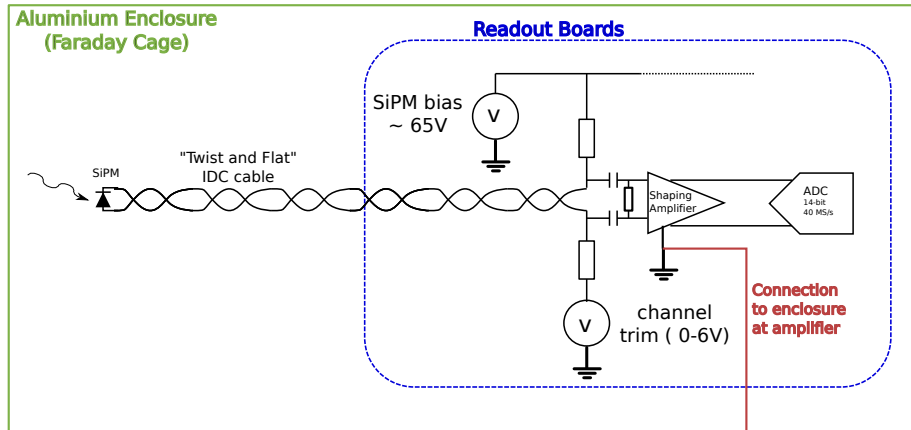 Aluminium Enclosure
(Faraday Cage)
Readout Boards
SiPM bias
~ 65V
V
"Twist and Flat"
IDC cable
SiPM
Shaping
Amplifier
ADC
14-bit
40 MS/s
V
channel
trim ( 0-6V)
Connection
to enclosure
at amplifier